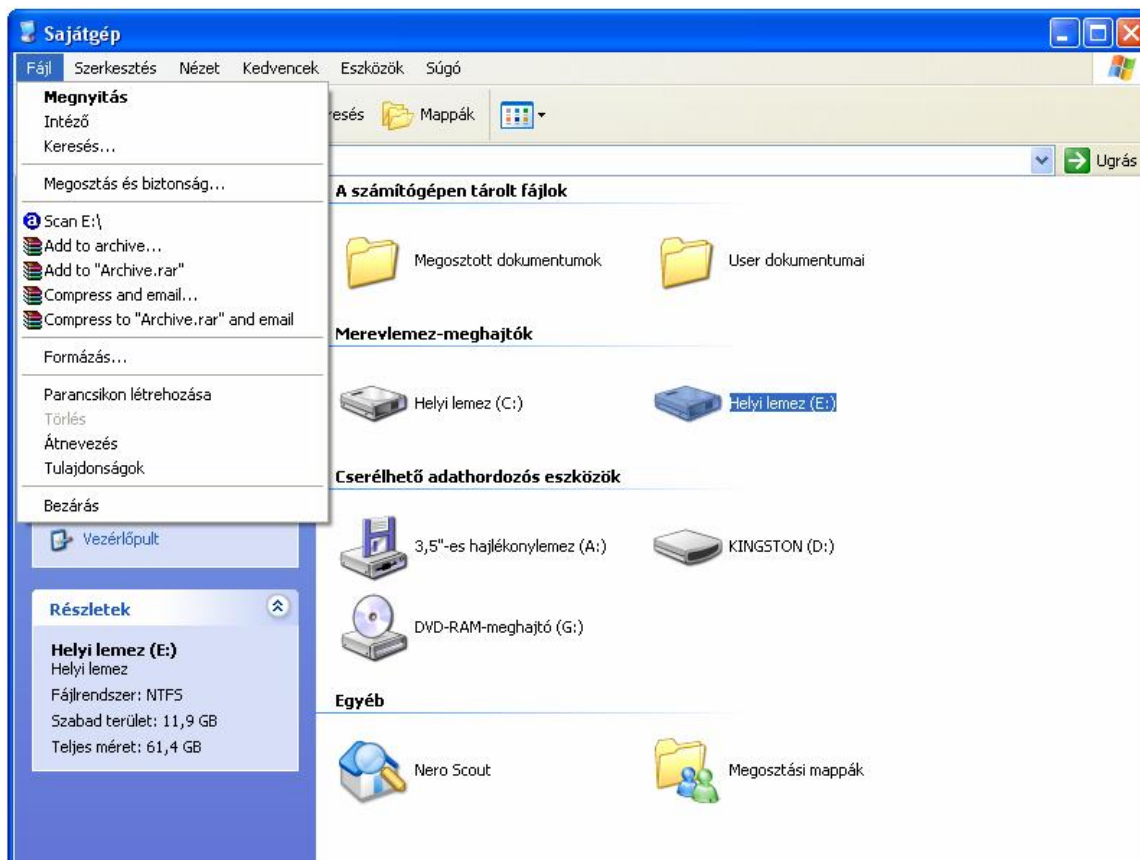 Sajátgép
Fájl Szerkesztés Nézet Kedvencek Eszközök Súgó
Megnyitás
Intéző
Keresés...
Megosztás és biztonság...
Scan E:\
Add to archive...
Add to "Archive.rar"
Compress and email...
Compress to "Archive.rar" and email
Formázás...
Parancsikon létrehozása
Törlés
Átnevezés
Tulajdonságok
Bezárás
Mappák
Ugrás
Vezérlőpult
Részletek
Helyi lemez (E:)
Helyi lemez
Fájlrendszer: NTFS
Szabad terület: 11,9 GB
Teljes méret: 61,4 GB
A számítógépen tárolt fájlok
Megosztott dokumentumok User dokumentumai
Merevlemez-meghajtók
Helyi lemez (C:) Helyi lemez (E:)
Cserélhető adathordozós eszközök
3,5"-es hajlékonylemez (A:) KINGSTON (D:)
DVD-RAM-meghajtó (G:)
Egyéb
Nero Scout Megosztási mappák